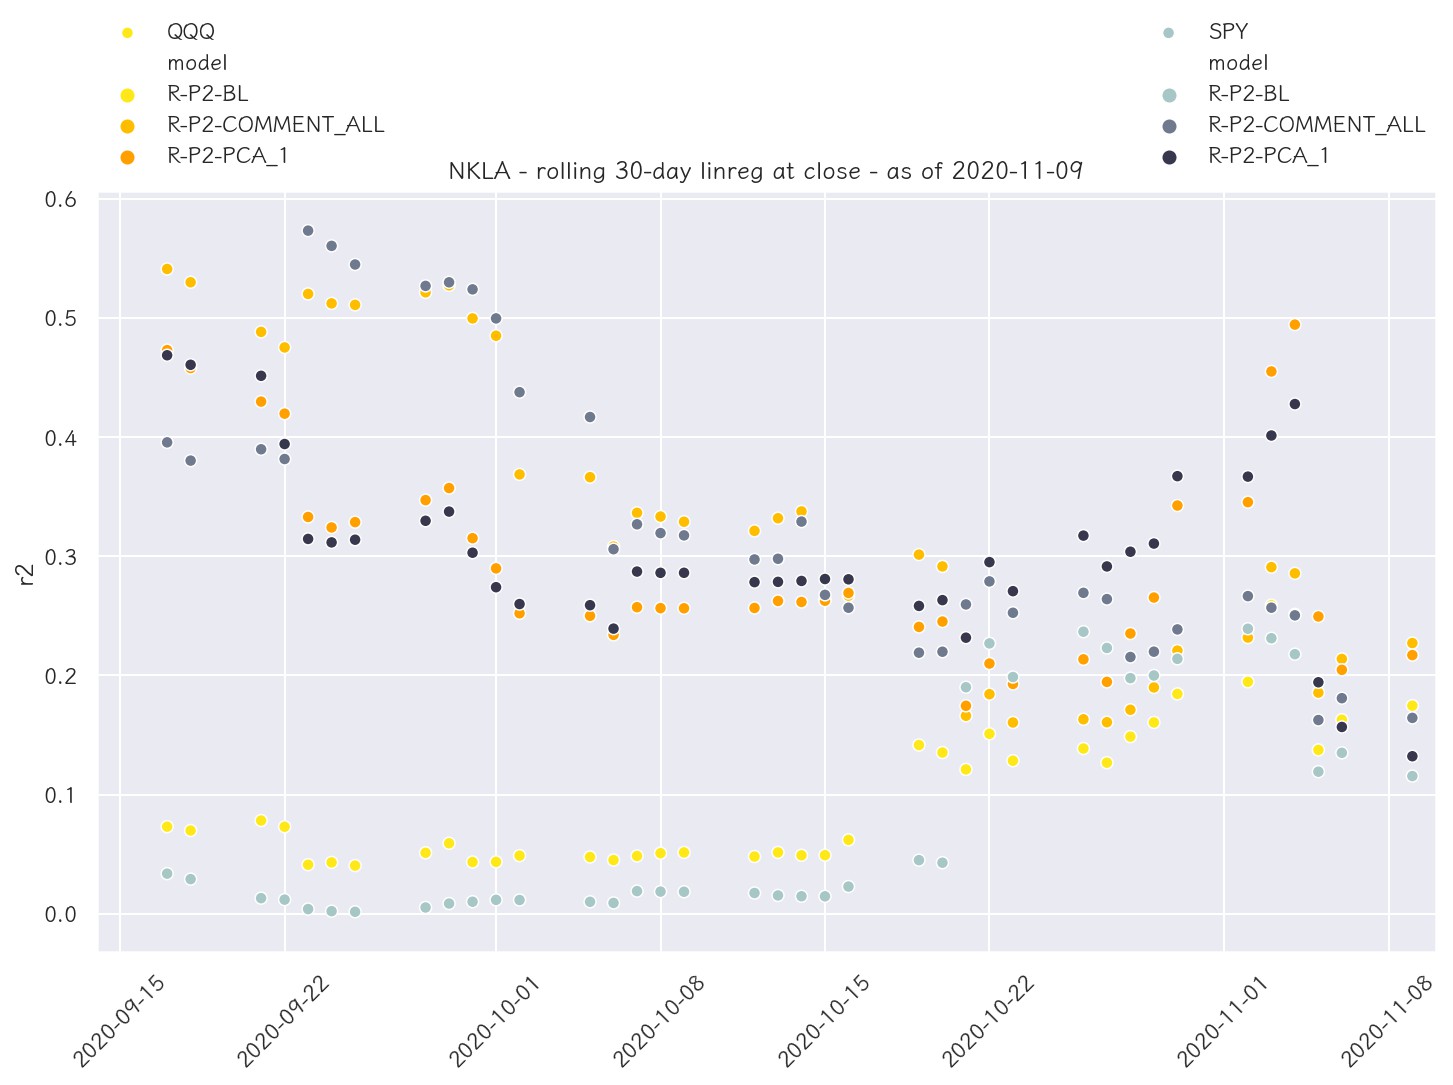 QQQ
model
R-P2-BL
R-P2-COMMENT_ALL
R-P2-PCA_1
SPY
model
R-P2-BL
R-P2-COMMENT_ALL
R-P2-PCA_1
NKLA - rolling 30-day linreg at close - as of 2020-11-09
0.6
0.5
0.4
0.3
0.2
0.1
0.0
r2
2020-09-15
2020-09-22
2020-10-01
2020-10-08
2020-10-15
2020-10-22
2020-11-01
2020-11-08